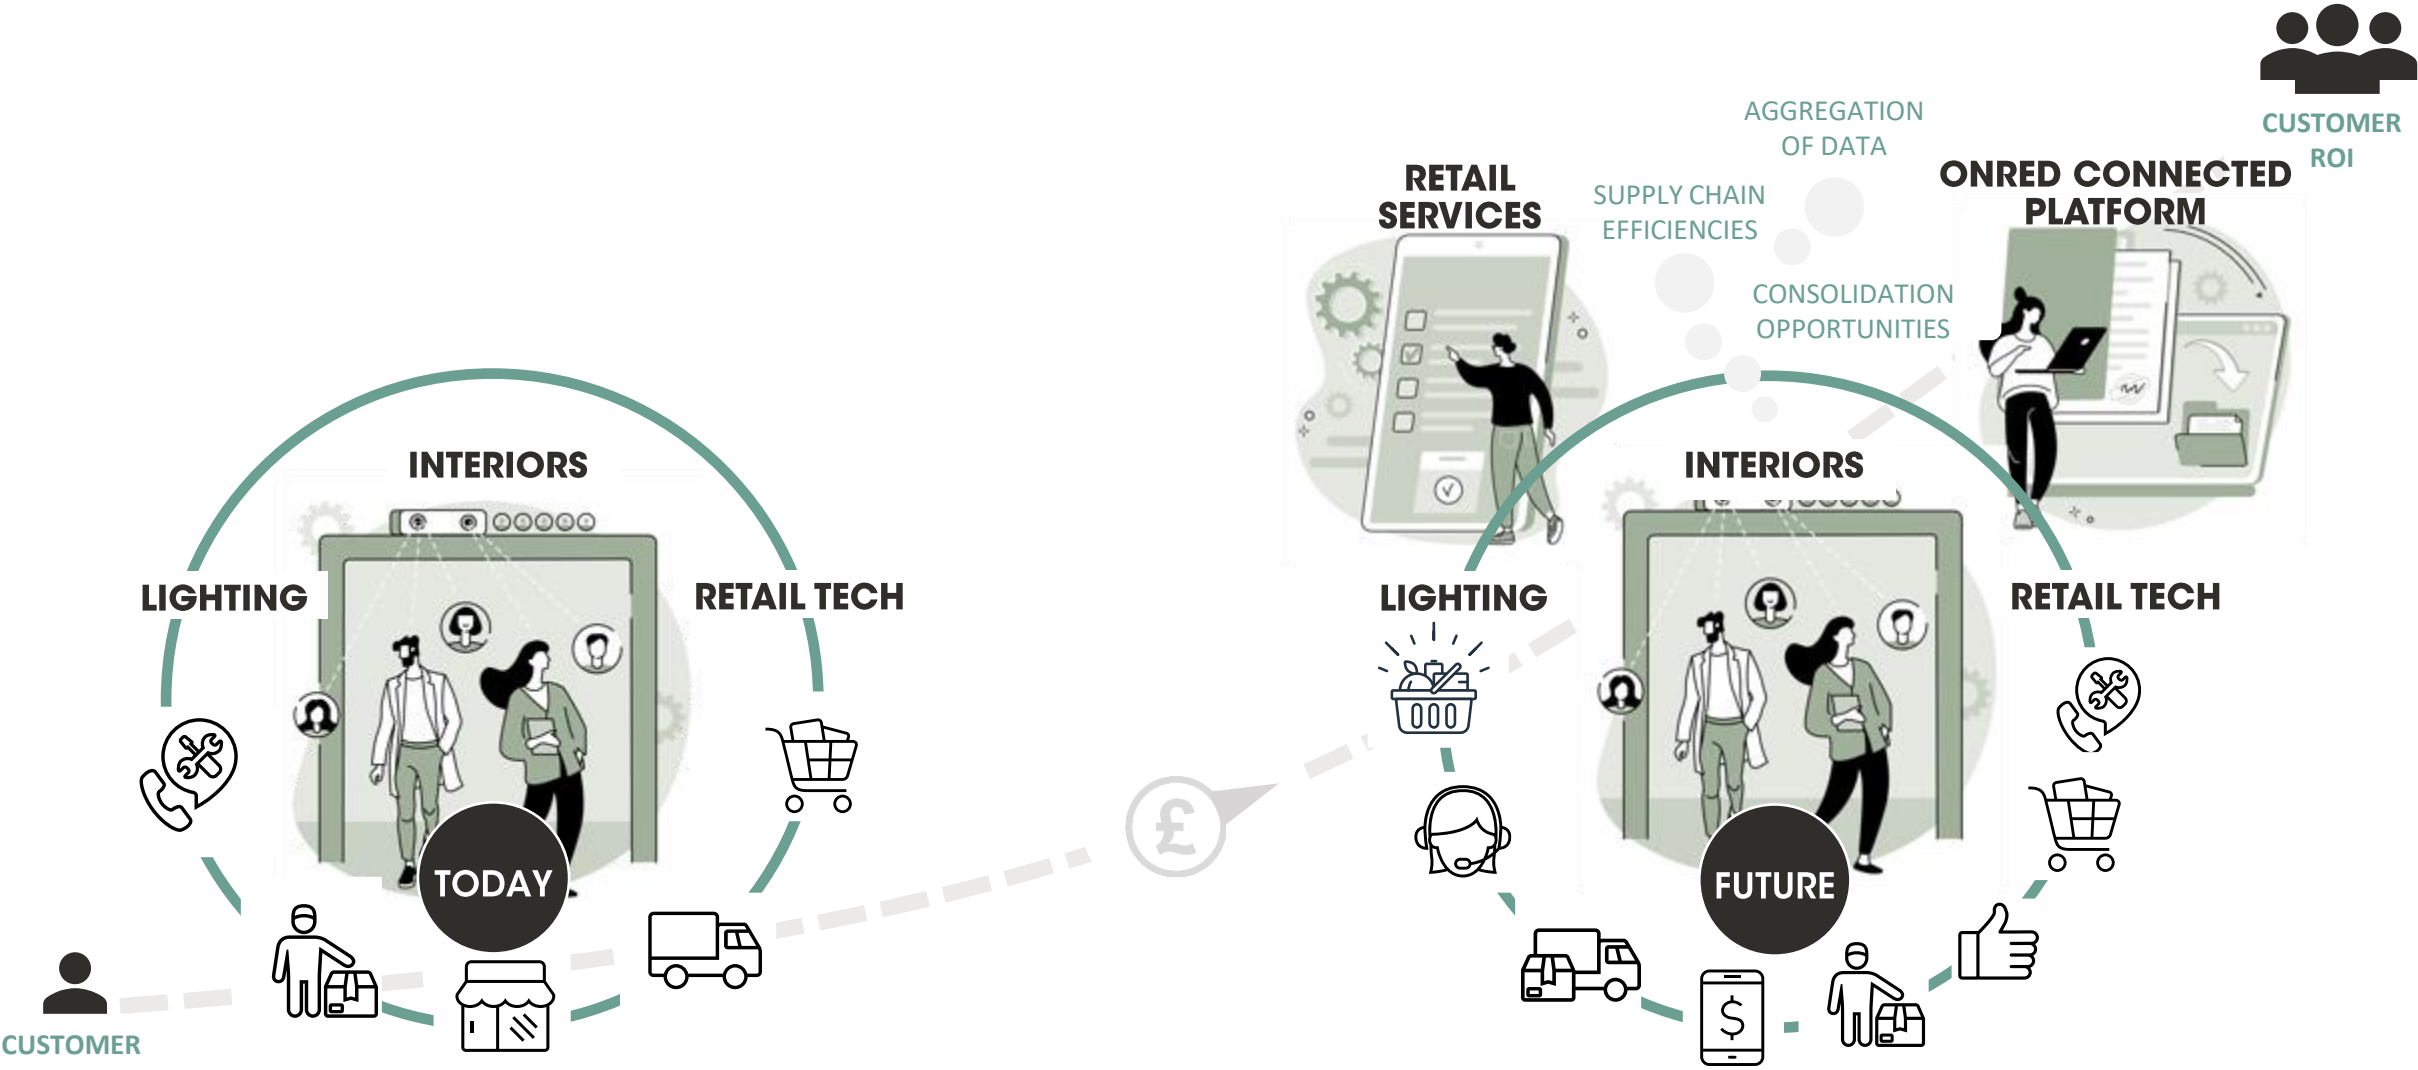 INTERIORS
LIGHTING
RETAIL TECH
TODAY
CUSTOMER
£
RETAIL
SERVICES
SUPPLY CHAIN
EFFICIENCIES
AGGREGATION
OF DATA
CONSOLIDATION
OPPORTUNITIES
ONRED CONNECTED
PLATFORM
CUSTOMER
ROI
INTERIORS
LIGHTING
RETAIL TECH
FUTURE
$